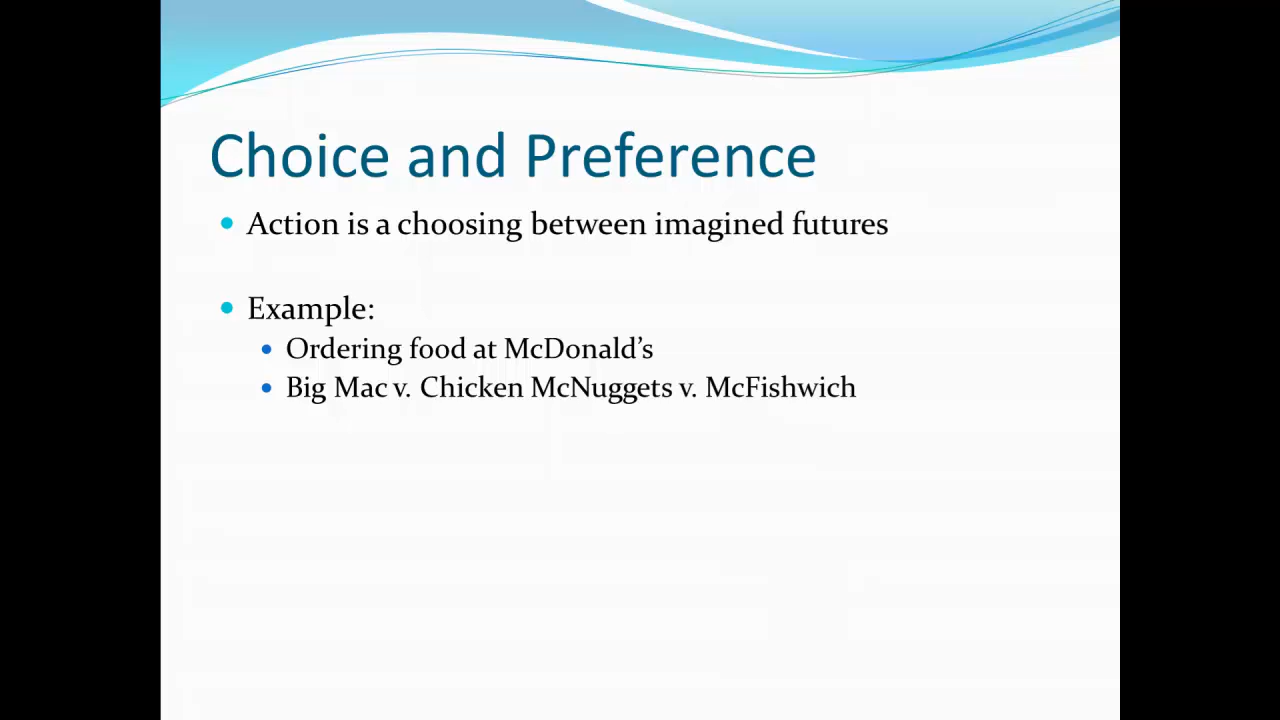 Choice and Preference
Action is a choosing between imagined futures
Example:
Ordering food at McDonald’s
Big Mac v. Chicken McNuggets v. McFishwich